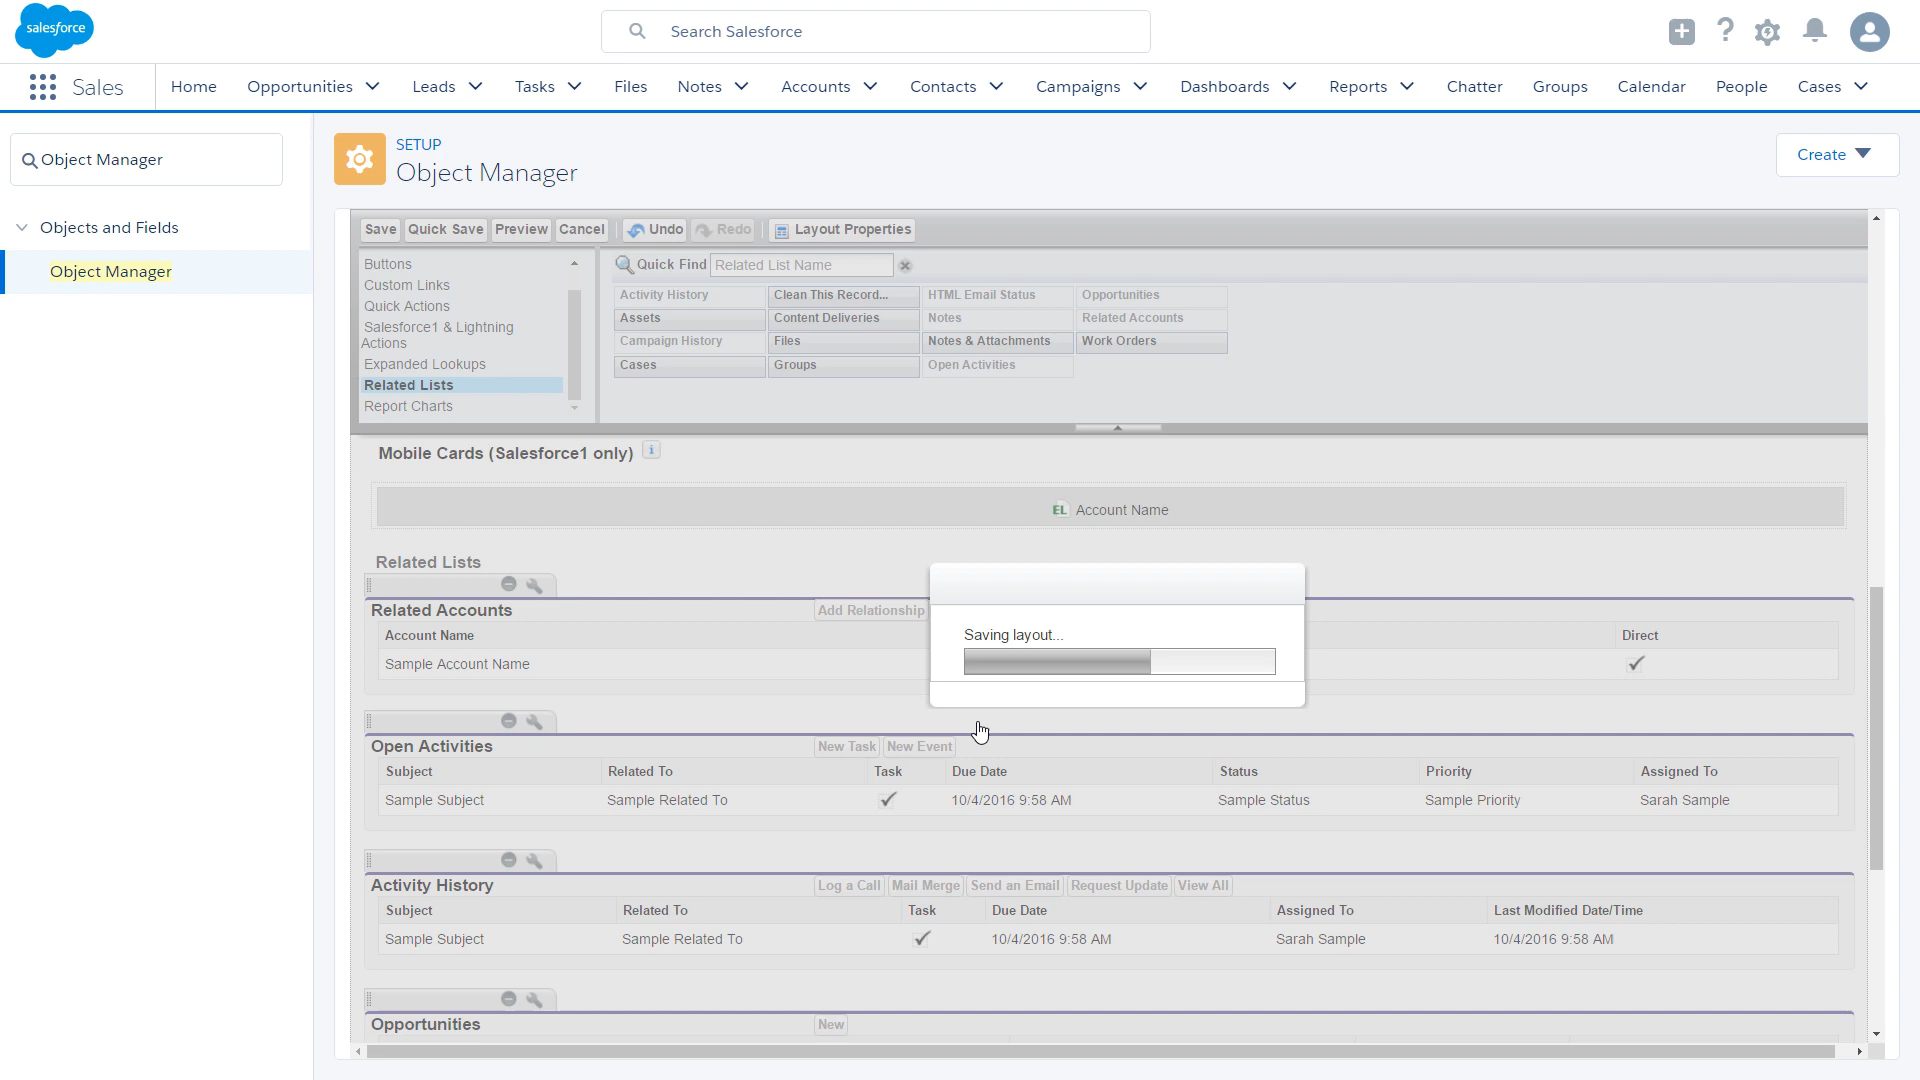 salesforce
Search Salesforce
Sales
Home
Opportunities
Leads
Tasks
Files
Notes
Accounts
Contacts
Campaigns
Dashboards
Reports
Chatter
Groups
Calendar
People
Cases
Object Manager
Objects and Fields
Object Manager
SETUP
Object Manager
Create
Save
Quick Save
Preview
Cancel
Undo
Redo
Layout Properties
Buttons
Custom Links
Quick Actions
Salesforce1 & Lightning
Actions
Expanded Lookups
Related Lists
Report Charts
Quick Find
Related List Name
Activity History
Clean This Record...
HTML Email Status
Opportunities
Assets
Content Deliveries
Notes
Related Accounts
Campaign History
Files
Notes & Attachments
Work Orders
Cases
Groups
Open Activities
Mobile Cards (Salesforce1 only)
EL Account Name
Related Lists
Related Accounts
Add Relationship
Account Name
Direct
Sample Account Name
Saving layout...
Open Activities
New Task
New Event
Subject
Related To
Task
Due Date
Status
Priority
Assigned To
Sample Subject
Sample Related To
10/4/2016 9:58 AM
Sample Status
Sample Priority
Sarah Sample
Activity History
Log a Call
Mail Merge
Send an Email
Request Update
View All
Subject
Related To
Task
Due Date
Assigned To
Last Modified Date/Time
Sample Subject
Sample Related To
10/4/2016 9:58 AM
Sarah Sample
10/4/2016 9:58 AM
Opportunities
New